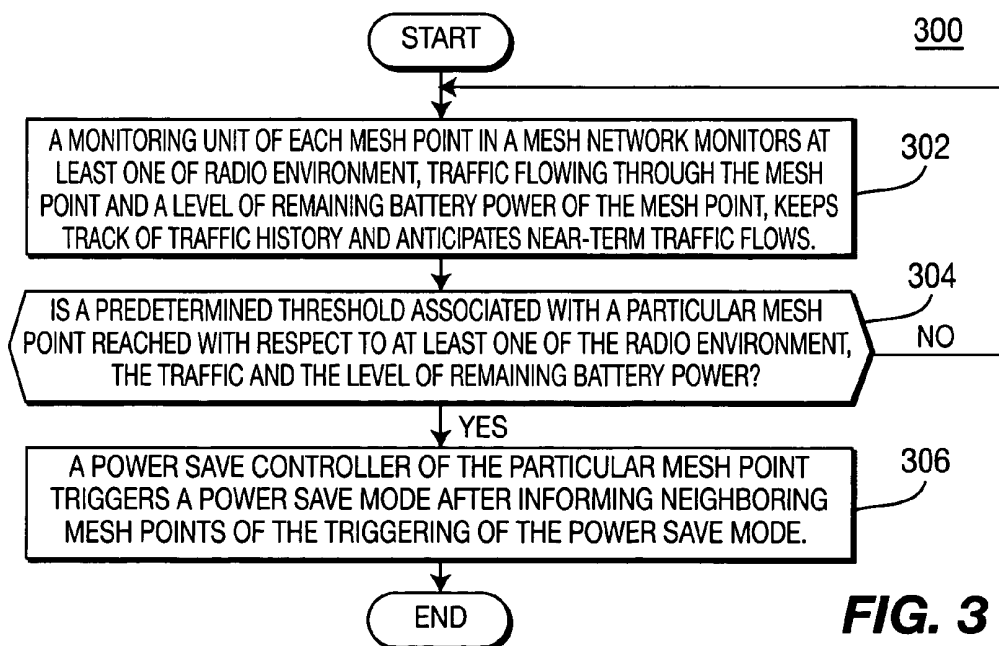 START
300
A MONITORING UNIT OF EACH MESH POINT IN A MESH NETWORK MONITORS AT
LEAST ONE OF RADIO ENVIRONMENT, TRAFFIC FLOWING THROUGH THE MESH
POINT AND A LEVEL OF REMAINING BATTERY POWER OF THE MESH POINT, KEEPS
TRACK OF TRAFFIC HISTORY AND ANTICIPATES NEAR-TERM TRAFFIC FLOWS.
302
IS A PREDETERMINED THRESHOLD ASSOCIATED WITH A PARTICULAR MESH
POINT REACHED WITH RESPECT TO AT LEAST ONE OF THE RADIO ENVIRONMENT,
THE TRAFFIC AND THE LEVEL OF REMAINING BATTERY POWER?
304
NO
YES
A POWER SAVE CONTROLLER OF THE PARTICULAR MESH POINT
TRIGGERS A POWER SAVE MODE AFTER INFORMING NEIGHBORING
MESH POINTS OF THE TRIGGERING OF THE POWER SAVE MODE.
306
END
FIG. 3